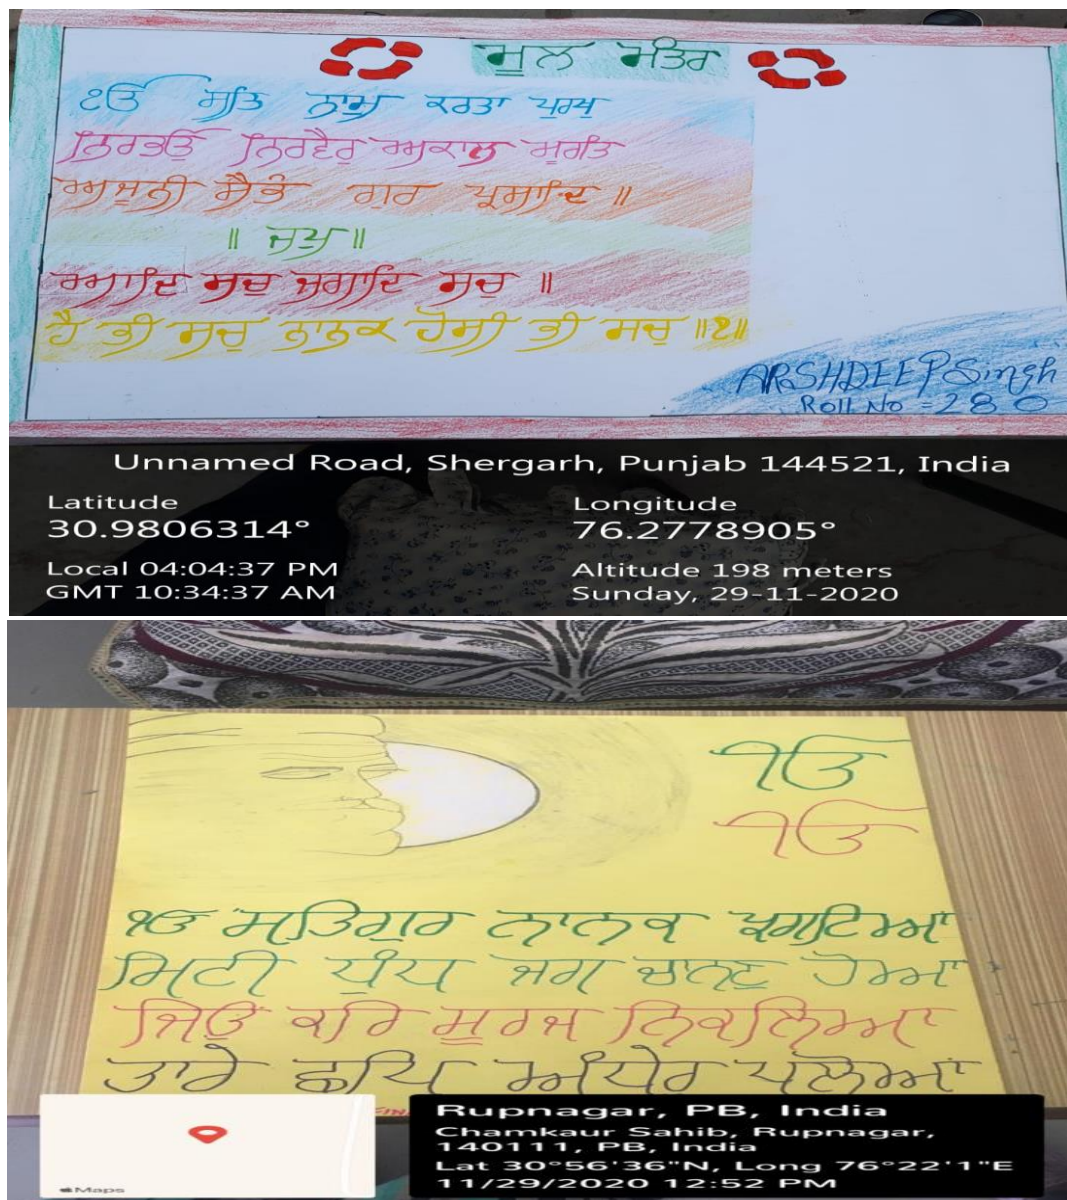 ਮੂਲ ਮੰਤਰ
ੴ ਸਤਿ ਨਾਮੁ ਕਰਤਾ ਪੁਰਖੁ
ਨਿਰਭਉ ਨਿਰਵੈਰੁ ਅਕਾਲ ਮੂਰਤਿ
ਅਜੂਨੀ ਸੈਭੰ ਗੁਰ ਪ੍ਰਸਾਦਿ ॥
॥ ਜਪੁ ॥
ਆਦਿ ਸਚੁ ਜੁਗਾਦਿ ਸਚੁ ॥
ਹੈ ਭੀ ਸਚੁ ਨਾਨਕ ਹੋਸੀ ਭੀ ਸਚੁ ॥੧॥
ARSHDEEP Singh
Roll No = 280
Unnamed Road, Shergarh, Punjab 144521, India
Latitude Longitude
30.9806314° 76.2778905°
Local 04:04:37 PM Altitude 198 meters
GMT 10:34:37 AM Sunday, 29-11-2020
ੴ
ੴ
ੴ ਸਤਿਗੁਰ ਨਾਨਕ ਪ੍ਰਗਟਿਆ
ਮਿਟੀ ਧੁੰਧ ਜਗ ਚਾਨਣੁ ਹੋਆ
ਜਿਉਂ ਕਰਿ ਸੂਰਜ ਨਿਕਲਿਆ
ਤਾਰੇ ਛਪਿ ਅੰਧੇਰ ਪਲੋਆ
Rupnagar, PB, India
Chamkaur Sahib, Rupnagar,
140111, PB, India
Lat 30°56'36"N, Long 76°22'1"E
11/29/2020 12:52 PM
Maps